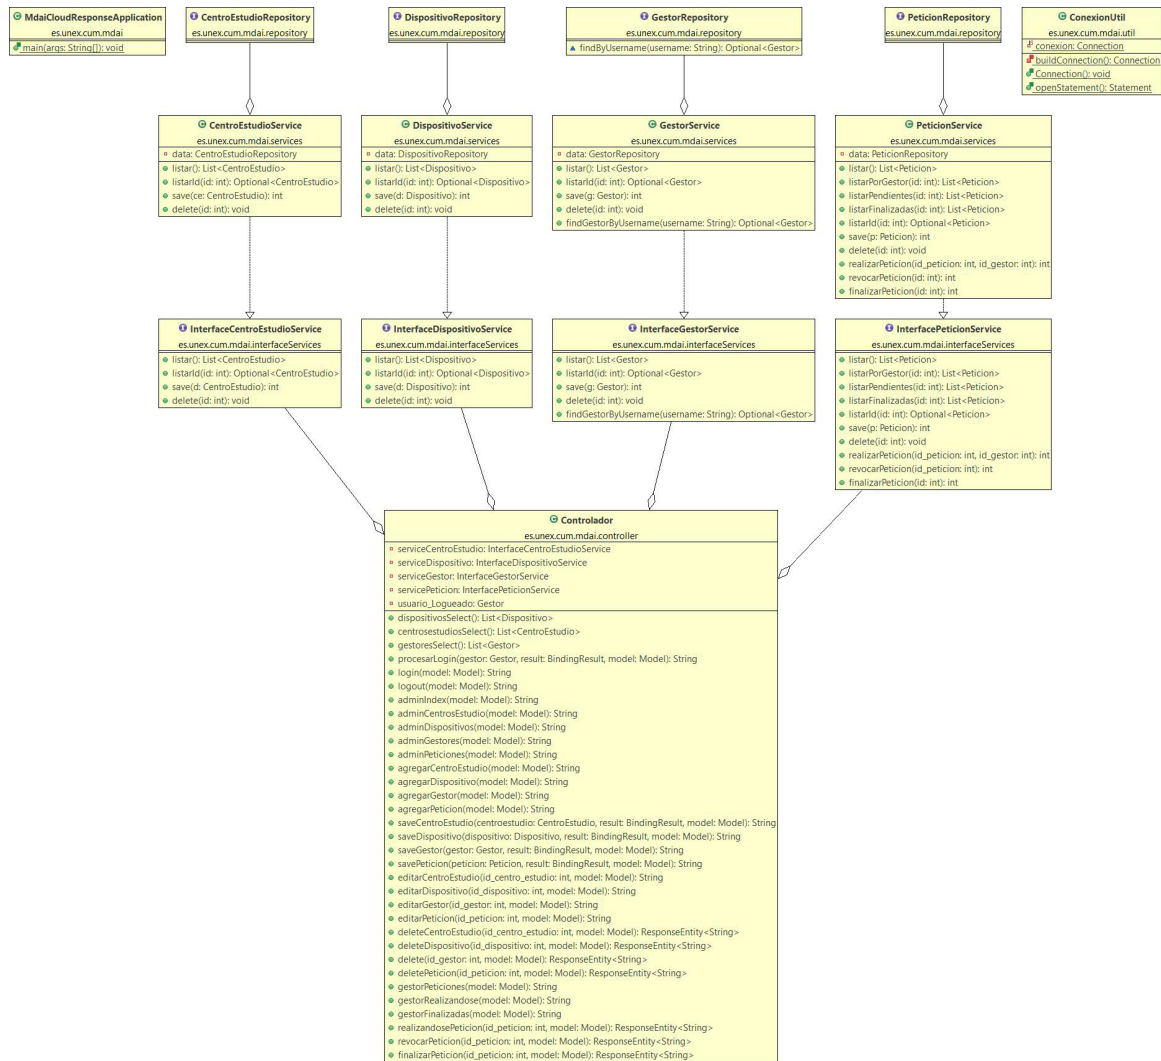 MdaiCloudResponseApplication
es.unex.cum.mdai
main(args: String[]): void
CentroEstudioRepository
es.unex.cum.mdai.repository
DispositivoRepository
es.unex.cum.mdai.repository
GestorRepository
es.unex.cum.mdai.repository
findByUsername(username: String): Optional<Gestor>
PeticionRepository
es.unex.cum.mdai.repository
ConexionUtil
es.unex.cum.mdai.util
conexion: Connection
buildConnection(): Connection
Connection(): void
openStatement(): Statement
CentroEstudioService
es.unex.cum.mdai.services
data: CentroEstudioRepository
listar(): List<CentroEstudio>
listarId(id: int): Optional<CentroEstudio>
save(ce: CentroEstudio): int
delete(id: int): void
DispositivoService
es.unex.cum.mdai.services
data: DispositivoRepository
listar(): List<Dispositivo>
listarId(id: int): Optional<Dispositivo>
save(d: Dispositivo): int
delete(id: int): void
GestorService
es.unex.cum.mdai.services
data: GestorRepository
listar(): List<Gestor>
listarId(id: int): Optional<Gestor>
save(g: Gestor): int
delete(id: int): void
findGestorByUsername(username: String): Optional<Gestor>
PeticionService
es.unex.cum.mdai.services
data: PeticionRepository
listar(): List<Peticion>
listarPorGestor(id: int): List<Peticion>
listarPendientes(id: int): List<Peticion>
listarFinalizadas(id: int): List<Peticion>
listarId(id: int): Optional<Peticion>
save(p: Peticion): int
delete(id: int): void
realizarPeticion(id_peticion: int, id_gestor: int): int
revocarPeticion(id: int): int
finalizarPeticion(id: int): int
InterfaceCentroEstudioService
es.unex.cum.mdai.interfaceServices
listar(): List<CentroEstudio>
listarId(id: int): Optional<CentroEstudio>
save(d: CentroEstudio): int
delete(id: int): void
InterfaceDispositivoService
es.unex.cum.mdai.interfaceServices
listar(): List<Dispositivo>
listarId(id: int): Optional<Dispositivo>
save(d: Dispositivo): int
delete(id: int): void
InterfaceGestorService
es.unex.cum.mdai.interfaceServices
listar(): List<Gestor>
listarId(id: int): Optional<Gestor>
save(g: Gestor): int
delete(id: int): void
findGestorByUsername(username: String): Optional<Gestor>
InterfacePeticionService
es.unex.cum.mdai.interfaceServices
listar(): List<Peticion>
listarPorGestor(id: int): List<Peticion>
listarPendientes(id: int): List<Peticion>
listarFinalizadas(id: int): List<Peticion>
listarId(id: int): Optional<Peticion>
save(p: Peticion): int
delete(id: int): void
realizarPeticion(id_peticion: int, id_gestor: int): int
revocarPeticion(id_peticion: int): int
finalizarPeticion(id: int): int
Controlador
es.unex.cum.mdai.controller
serviceCentroEstudio: InterfaceCentroEstudioService
serviceDispositivo: InterfaceDispositivoService
serviceGestor: InterfaceGestorService
servicePeticion: InterfacePeticionService
usuario_Logueado: Gestor
dispositivosSelect(): List<Dispositivo>
centrosestudiosSelect(): List<CentroEstudio>
gestoresSelect(): List<Gestor>
procesarLogin(gestor: Gestor, result: BindingResult, model: Model): String
login(model: Model): String
logout(model: Model): String
adminIndex(model: Model): String
adminCentrosEstudio(model: Model): String
adminDispositivos(model: Model): String
adminGestores(model: Model): String
adminPeticiones(model: Model): String
agregarCentroEstudio(model: Model): String
agregarDispositivo(model: Model): String
agregarGestor(model: Model): String
agregarPeticion(model: Model): String
saveCentroEstudio(centroestudio: CentroEstudio, result: BindingResult, model: Model): String
saveDispositivo(dispositivo: Dispositivo, result: BindingResult, model: Model): String
saveGestor(gestor: Gestor, result: BindingResult, model: Model): String
savePeticion(peticion: Peticion, result: BindingResult, model: Model): String
editarCentroEstudio(id_centro_estudio: int, model: Model): String
editarDispositivo(id_dispositivo: int, model: Model): String
editarGestor(id_gestor: int, model: Model): String
editarPeticion(id_peticion: int, model: Model): String
deleteCentroEstudio(id_centro_estudio: int, model: Model): ResponseEntity<String>
deleteDispositivo(id_dispositivo: int, model: Model): ResponseEntity<String>
delete(id_gestor: int, model: Model): ResponseEntity<String>
deletePeticion(id_peticion: int, model: Model): ResponseEntity<String>
gestorPeticiones(model: Model): String
gestorRealizandose(model: Model): String
gestorFinalizadas(model: Model): String
realizandosePeticion(id_peticion: int, model: Model): ResponseEntity<String>
revocarPeticion(id_peticion: int, model: Model): ResponseEntity<String>
finalizarPeticion(id_peticion: int, model: Model): ResponseEntity<String>